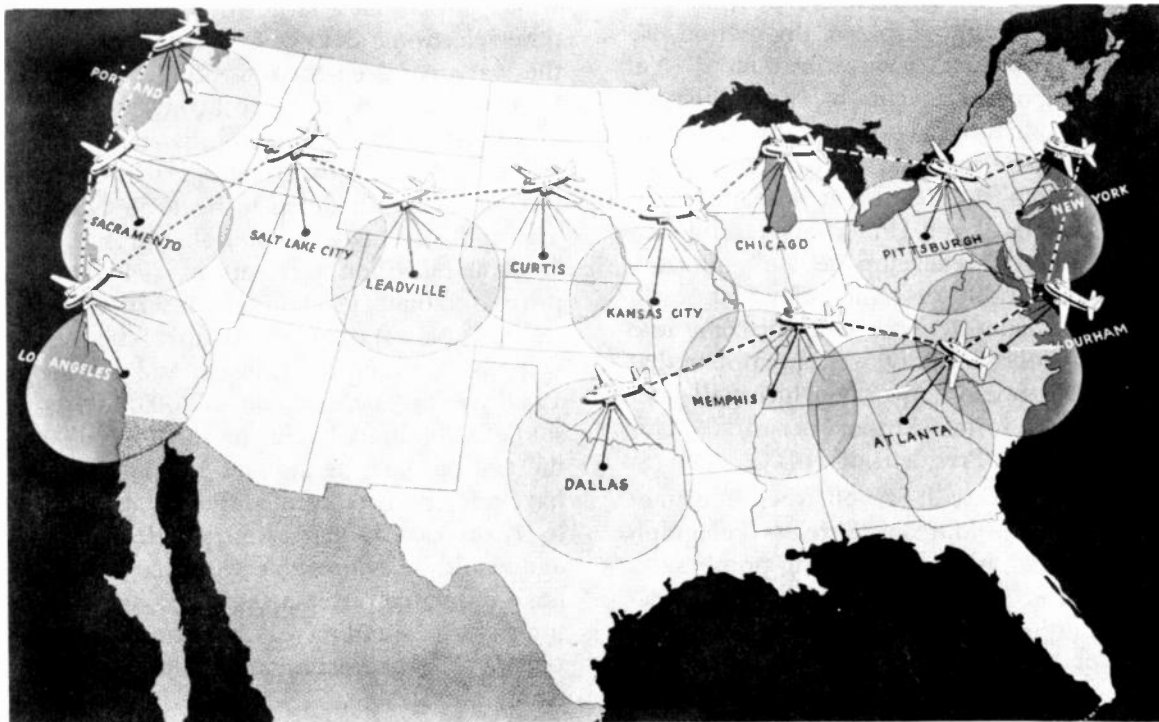 PORTLAND
SACRAMENTO
SALT LAKE CITY
LEADVILLE
CURTIS
KANSAS CITY
CHICAGO
PITTSBURGH
NEW YORK
LOS ANGELES
MEMPHIS
DURHAM
ATLANTA
DALLAS